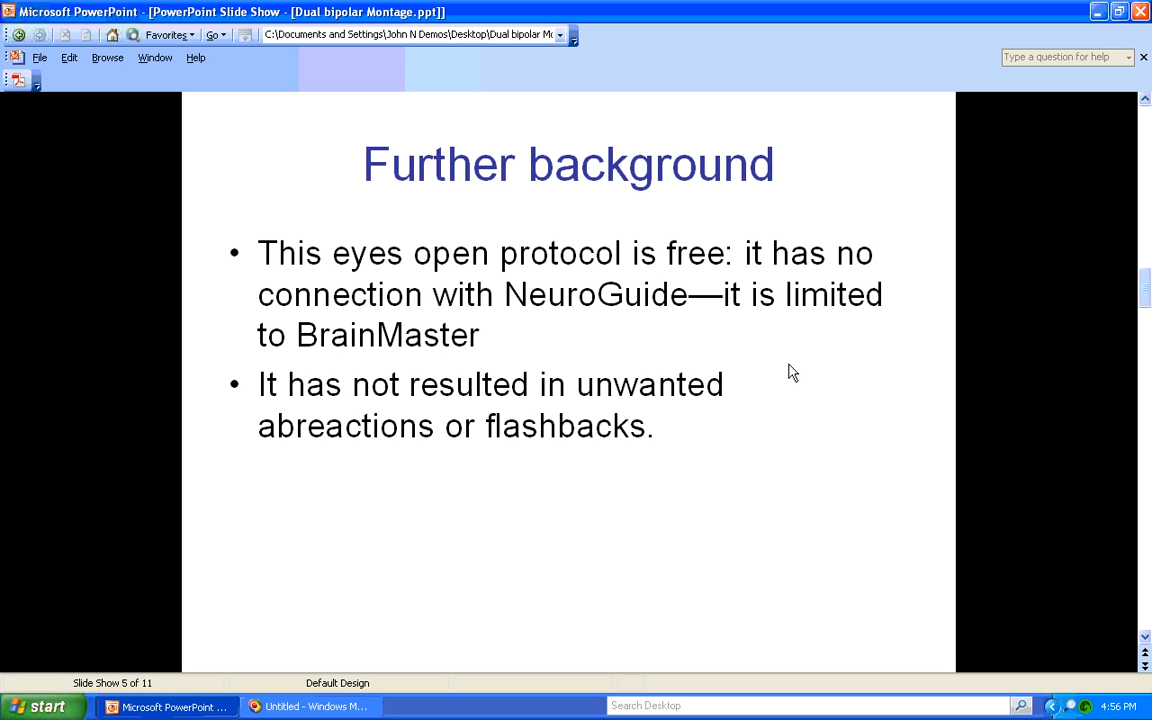 Microsoft PowerPoint - [PowerPoint Slide Show - [Dual bipolar Montage.ppt]]
Favorites Go C:\Documents and Settings\John N Demos\Desktop\Dual bipolar Mo
File Edit Browse Window Help Type a question for help
Further background
• This eyes open protocol is free: it has no
connection with NeuroGuide—it is limited
to BrainMaster
• It has not resulted in unwanted
abreactions or flashbacks.
Slide Show 5 of 11 Default Design
start Microsoft PowerPoint ... Untitled - Windows M... Search Desktop 4:56 PM